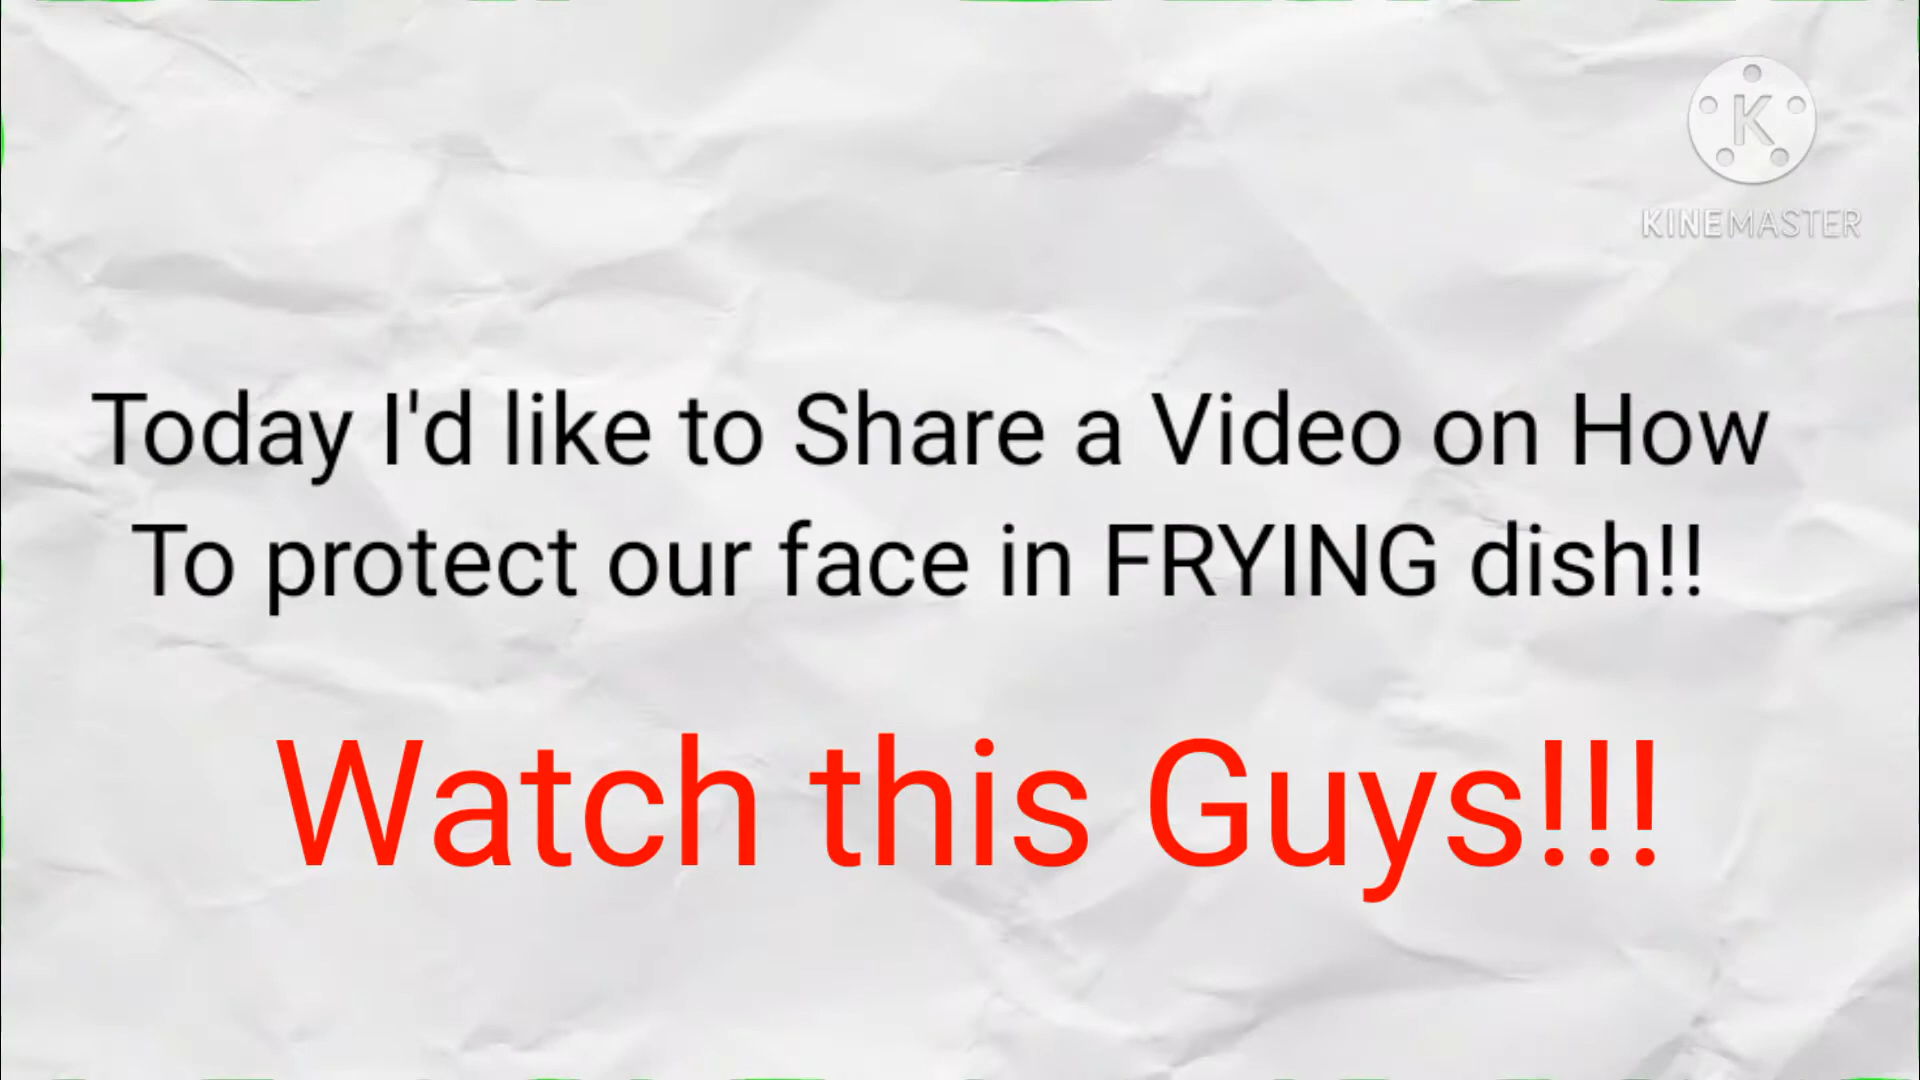 K
KINEMASTER
Today I'd like to Share a Video on How
To protect our face in FRYING dish!!
Watch this Guys!!!